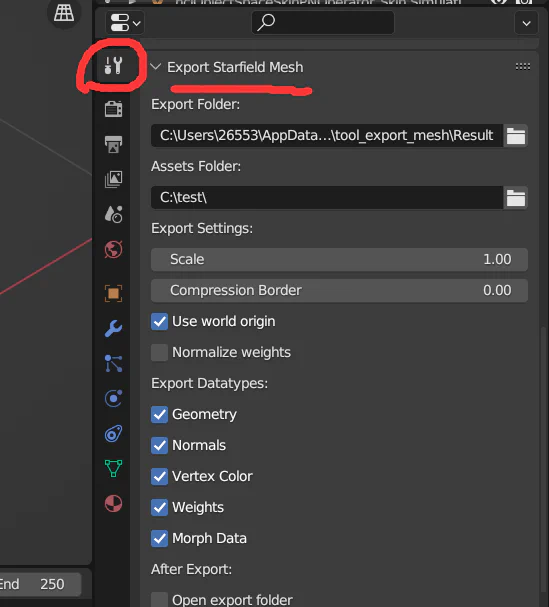 Export Starfield Mesh
Export Folder:
C:\Users\26553\AppData...\tool_export_mesh\Result
Assets Folder:
C:\test\
Export Settings:
Scale 1.00
Compression Border 0.00
Use world origin
Normalize weights
Export Datatypes:
Geometry
Normals
Vertex Color
Weights
Morph Data
After Export:
End 250
Open export folder